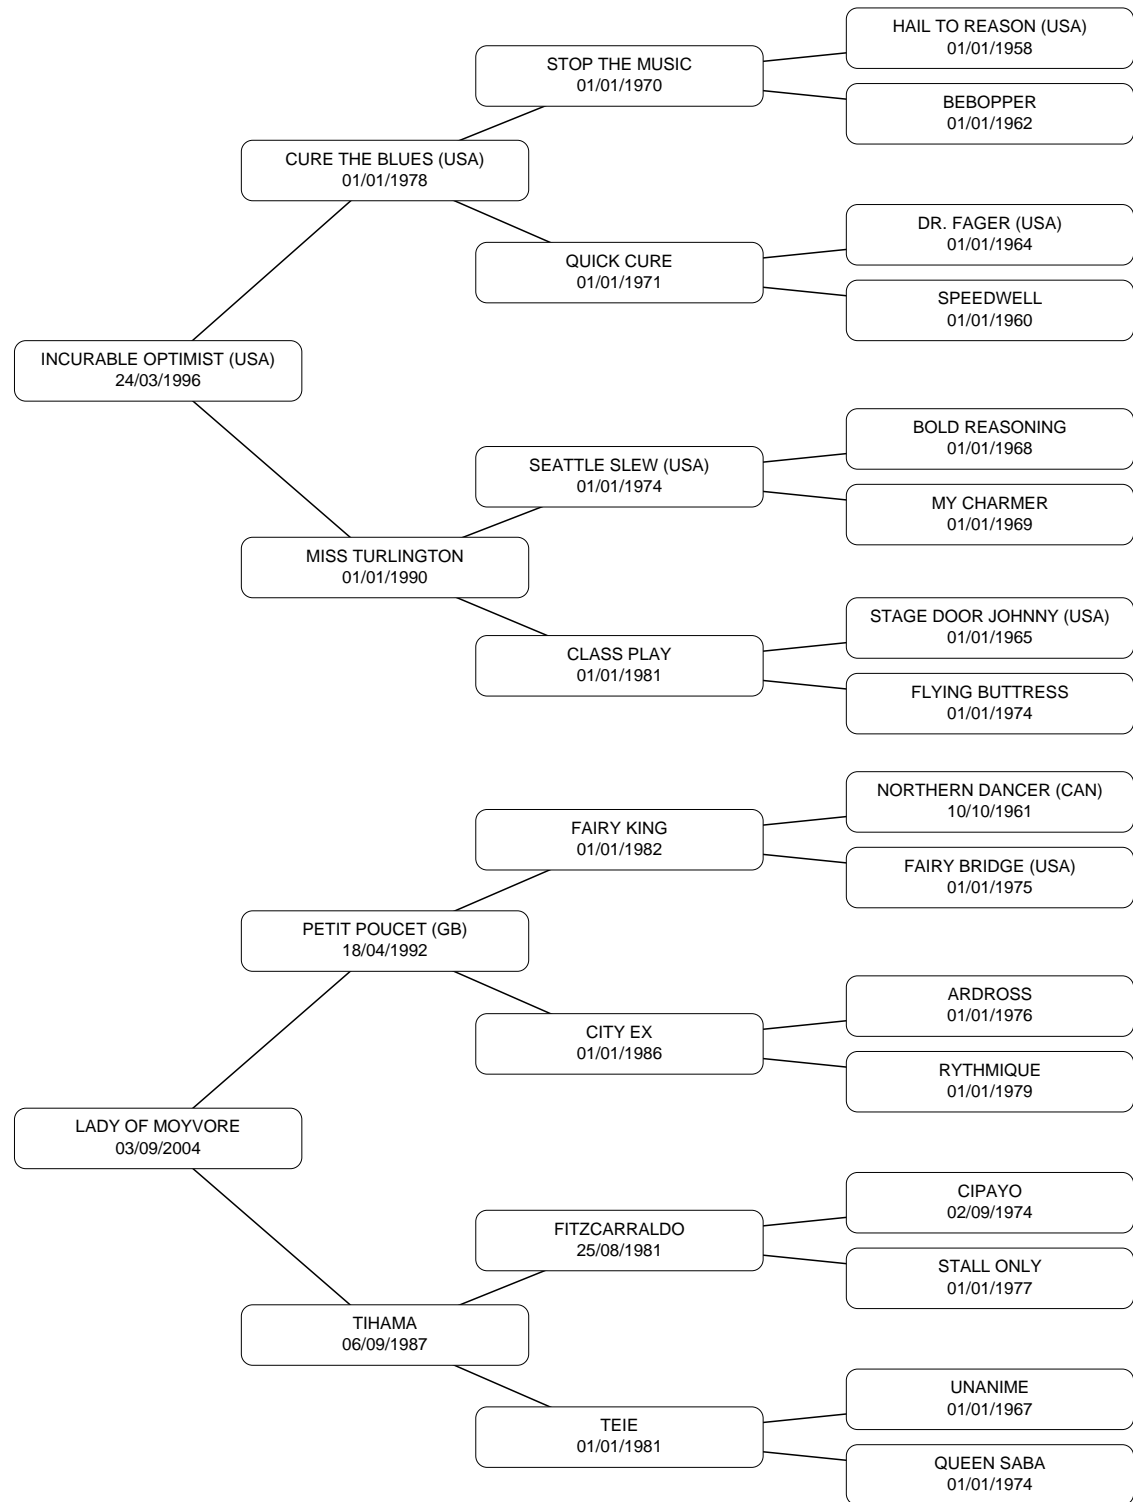 HAIL TO REASON (USA)
01/01/1958
STOP THE MUSIC
01/01/1970
BEBOPPER
01/01/1962
CURE THE BLUES (USA)
01/01/1978
DR. FAGER (USA)
01/01/1964
QUICK CURE
01/01/1971
SPEEDWELL
01/01/1960
INCURABLE OPTIMIST (USA)
24/03/1996
BOLD REASONING
01/01/1968
SEATTLE SLEW (USA)
01/01/1974
MY CHARMER
01/01/1969
MISS TURLINGTON
01/01/1990
STAGE DOOR JOHNNY (USA)
01/01/1965
CLASS PLAY
01/01/1981
FLYING BUTTRESS
01/01/1974
NORTHERN DANCER (CAN)
10/10/1961
FAIRY KING
01/01/1982
FAIRY BRIDGE (USA)
01/01/1975
PETIT POUCET (GB)
18/04/1992
ARDROSS
01/01/1976
CITY EX
01/01/1986
RYTHMIQUE
01/01/1979
LADY OF MOYVORE
03/09/2004
CIPAYO
02/09/1974
FITZCARRALDO
25/08/1981
STALL ONLY
01/01/1977
TIHAMA
06/09/1987
UNANIME
01/01/1967
TEIE
01/01/1981
QUEEN SABA
01/01/1974